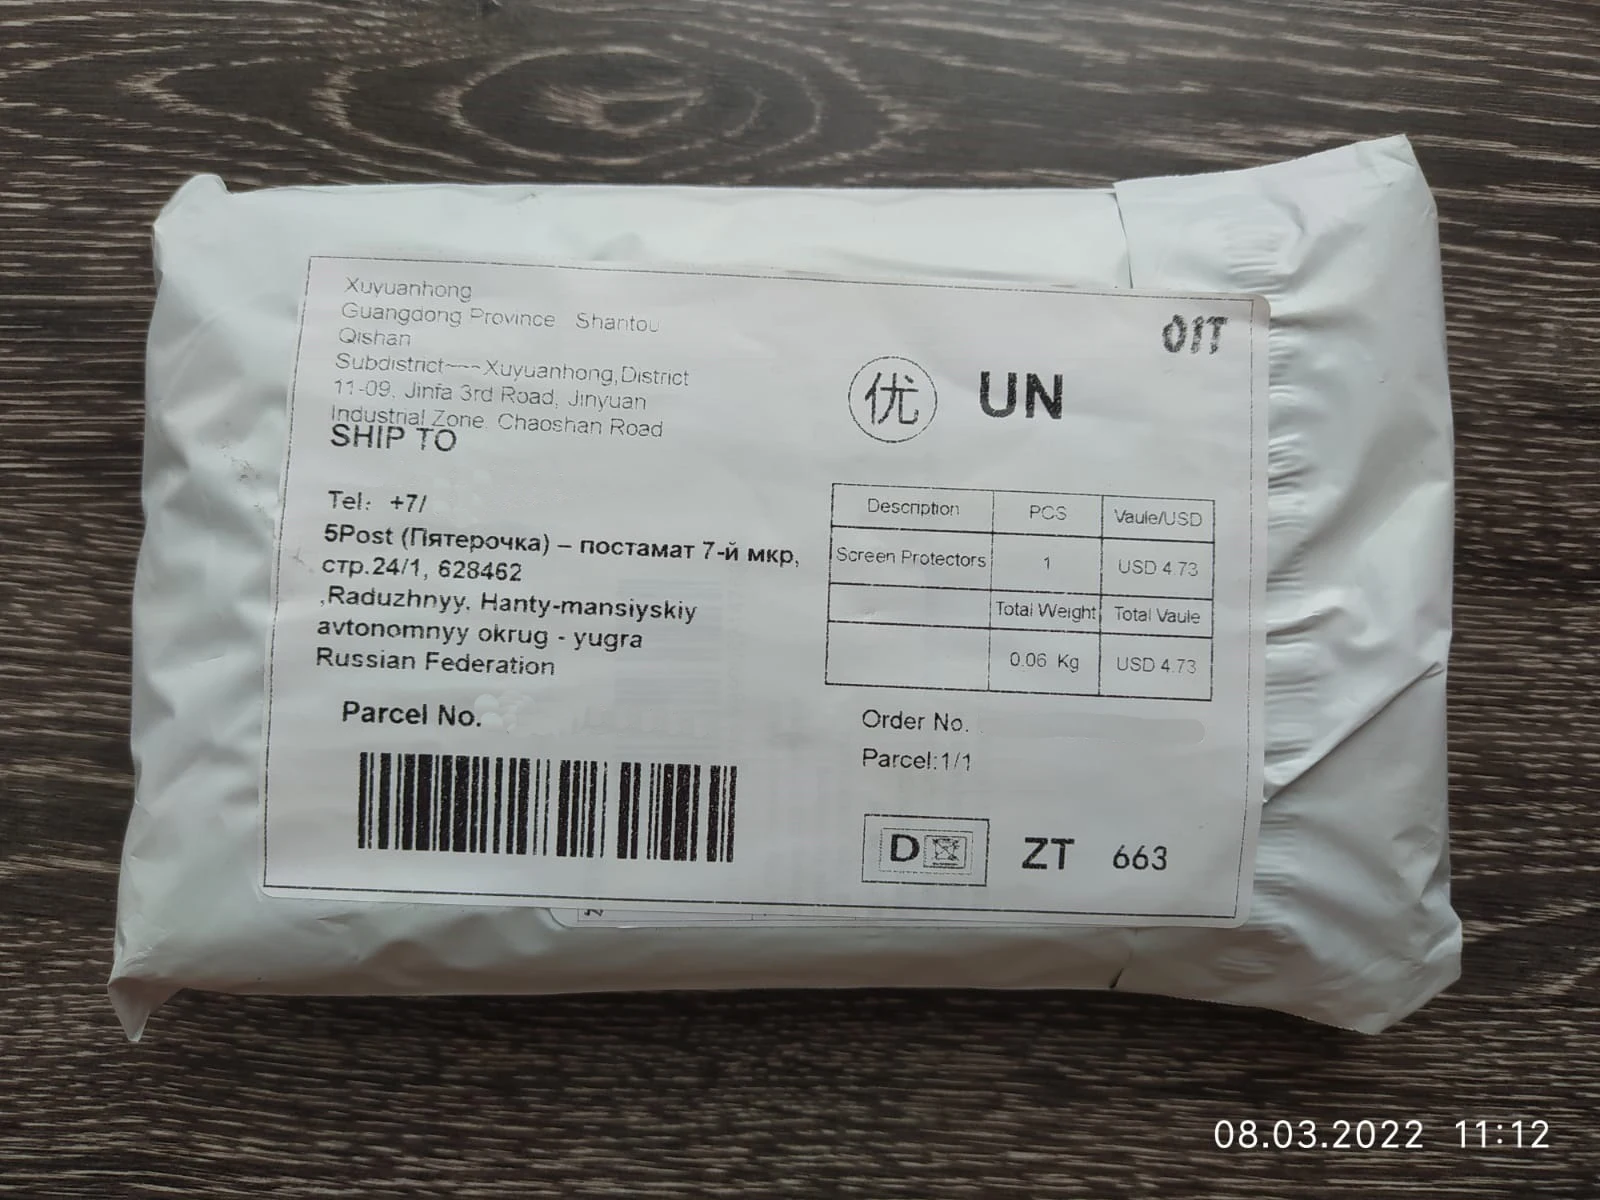 Xuyuanhong
Guangdong Province Shantou
Qishan
Subdistrict~~~Xuyuanhong,District
11-09, Jinfa 3rd Road, Jinyuan
Industrial Zone, Chaoshan Road
SHIP TO
Tel: +7/
5Post (Пятерочка) – постамат 7-й мкр,
стр.24/1, 628462
,Raduzhnyy. Hanty-mansiyskiy
avtonomnyy okrug - yugra
Russian Federation
Parcel No.
01T
优 UN
Description PCS Vaule/USD
Screen Protectors 1 USD 4.73
Total Weight Total Vaule
0.06 Kg USD 4.73
Order No.
Parcel:1/1
D ZT 663
08.03.2022 11:12